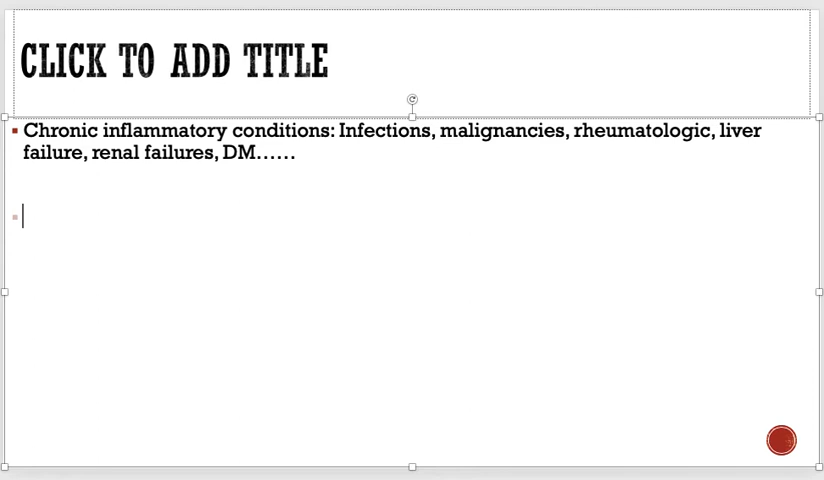 CLICK TO ADD TITLE
Chronic inflammatory conditions: Infections, malignancies, rheumatologic, liver
failure, renal failures, DM……